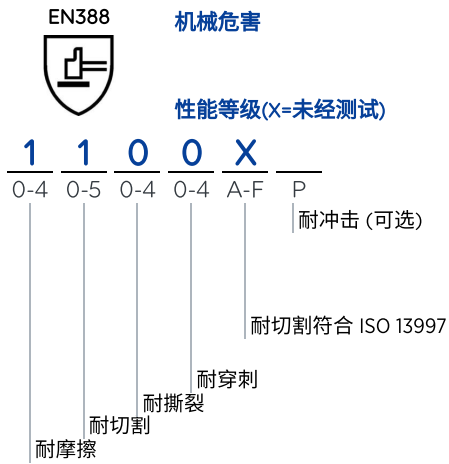 EN388
机械危害
性能等级(X=未经测试)
1 1 0 0 X
0-4 0-5 0-4 0-4 A-F P
耐冲击 (可选)
耐切割符合 ISO 13997
耐穿刺
耐撕裂
耐切割
耐摩擦